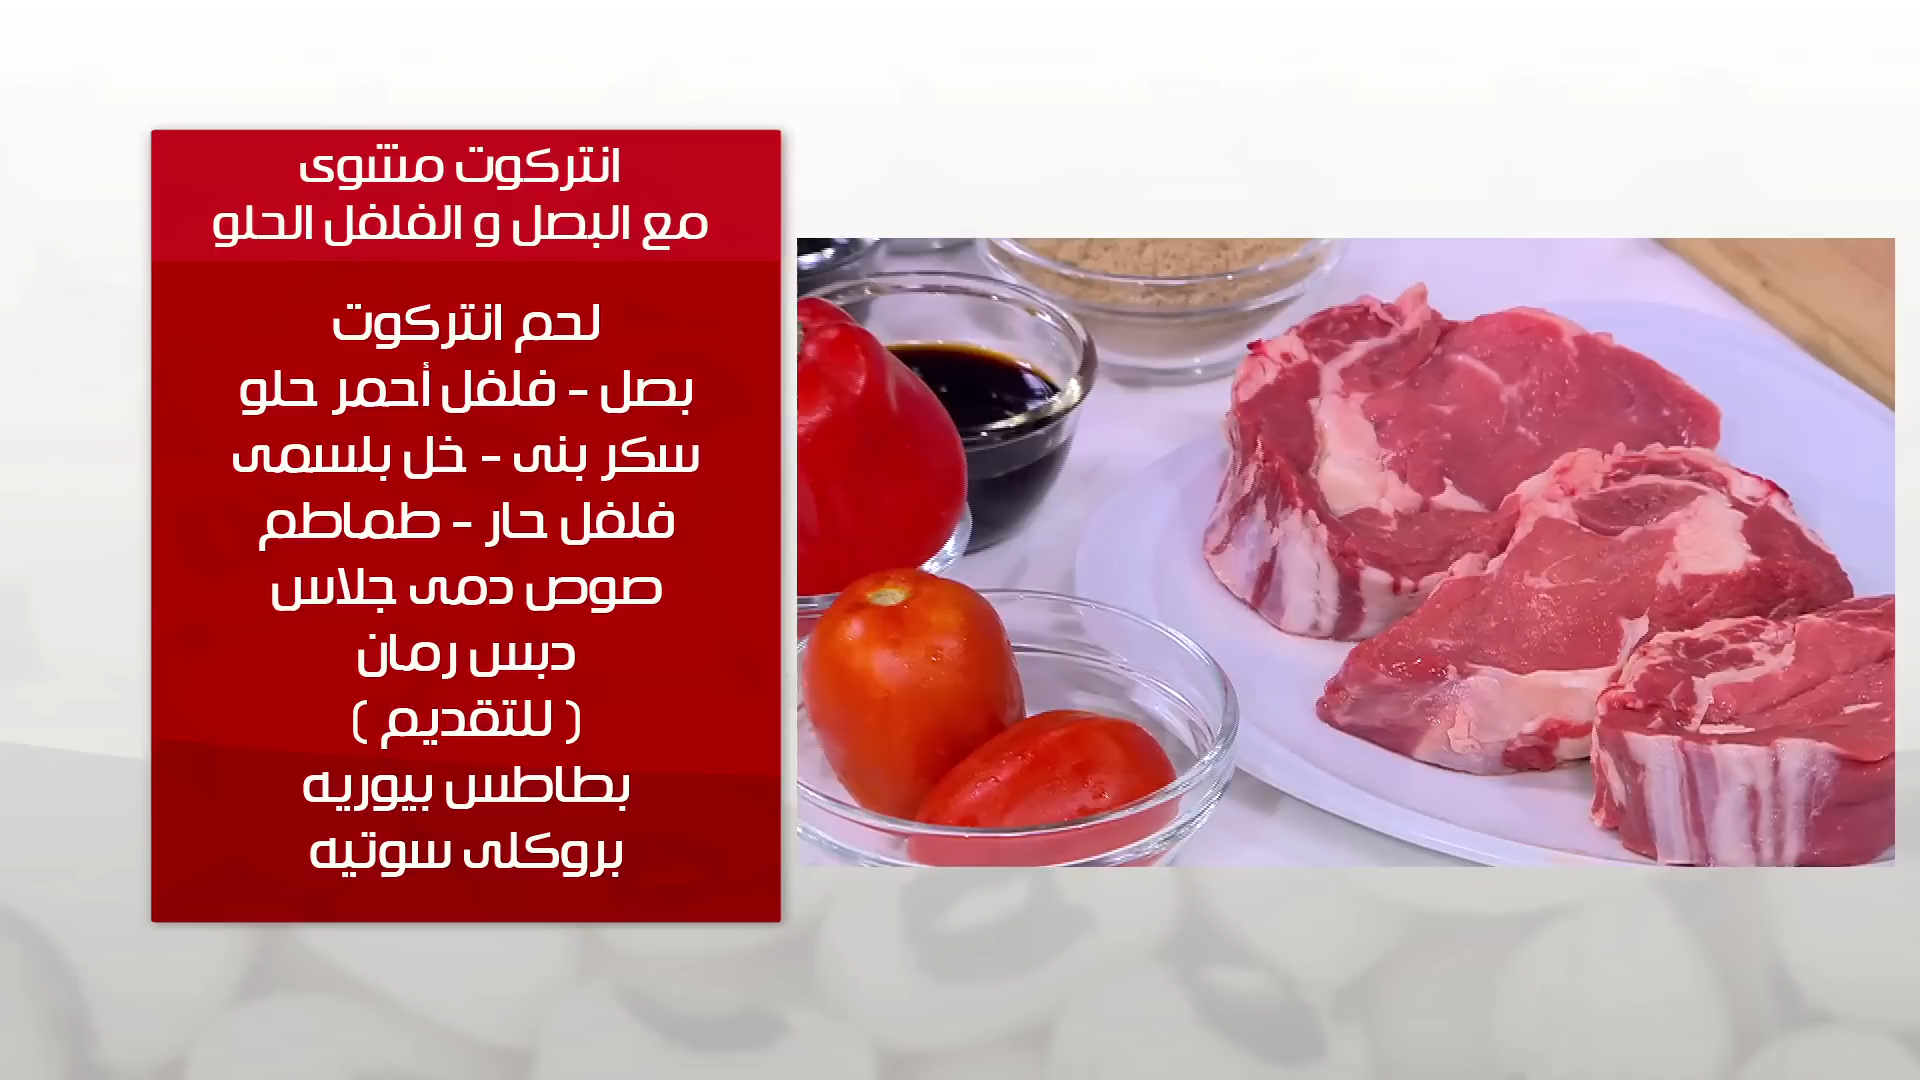 انتركوت مشوى
مع البصل و الفلفل الحلو
لحم انتركوت
بصل - فلفل أحمر حلو
سكر بنى - خل بلسمى
فلفل حار - طماطم
صوص دمى جلاس
دبس رمان
( للتقديم )
بطاطس بيوريه
بروكلى سوتيه